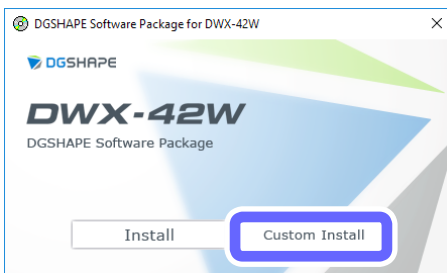 DGSHAPE Software Package for DWX-42W
DGSHAPE
DWX-42W
DGSHAPE Software Package
Install
Custom Install